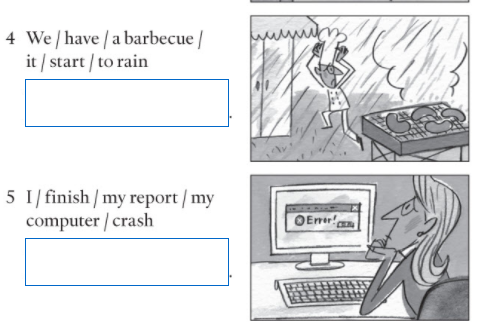 4 We / have / a barbecue /
it / start / to rain
.
5 I / finish / my report / my
computer / crash
Error!
.